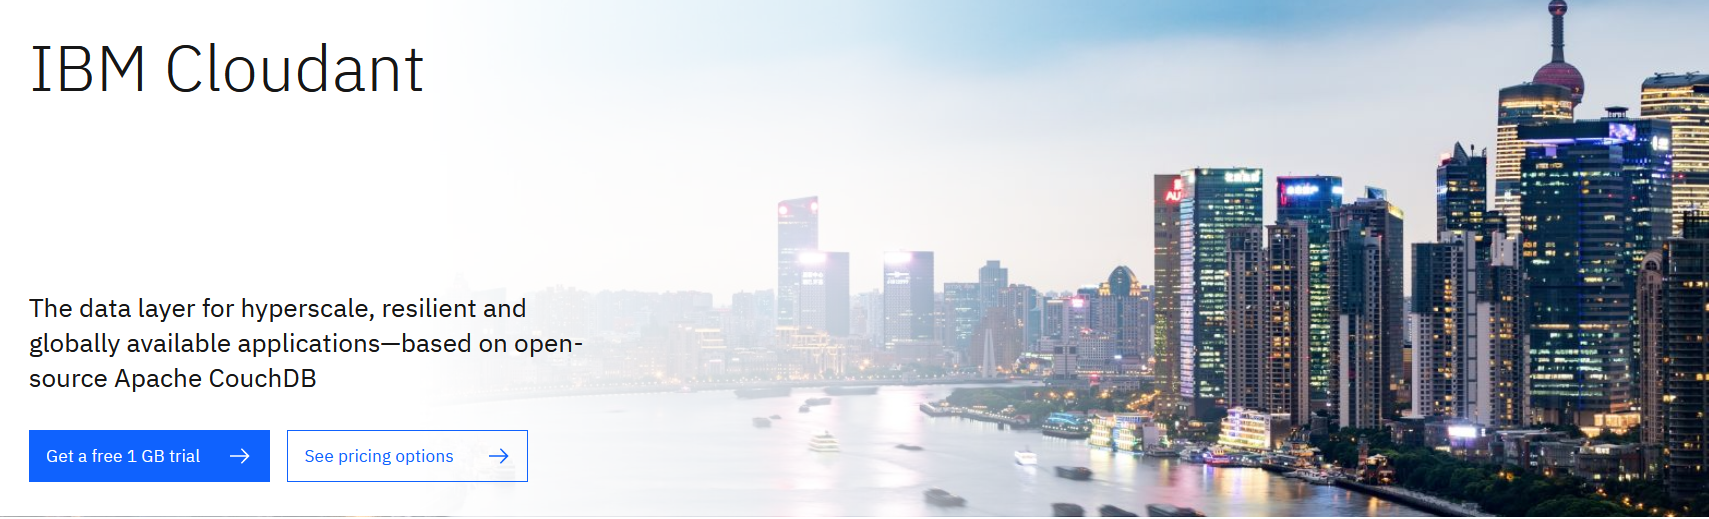 IBM Cloudant
The data layer for hyperscale, resilient and
globally available applications—based on open-
source Apache CouchDB
Get a free 1 GB trial
See pricing options